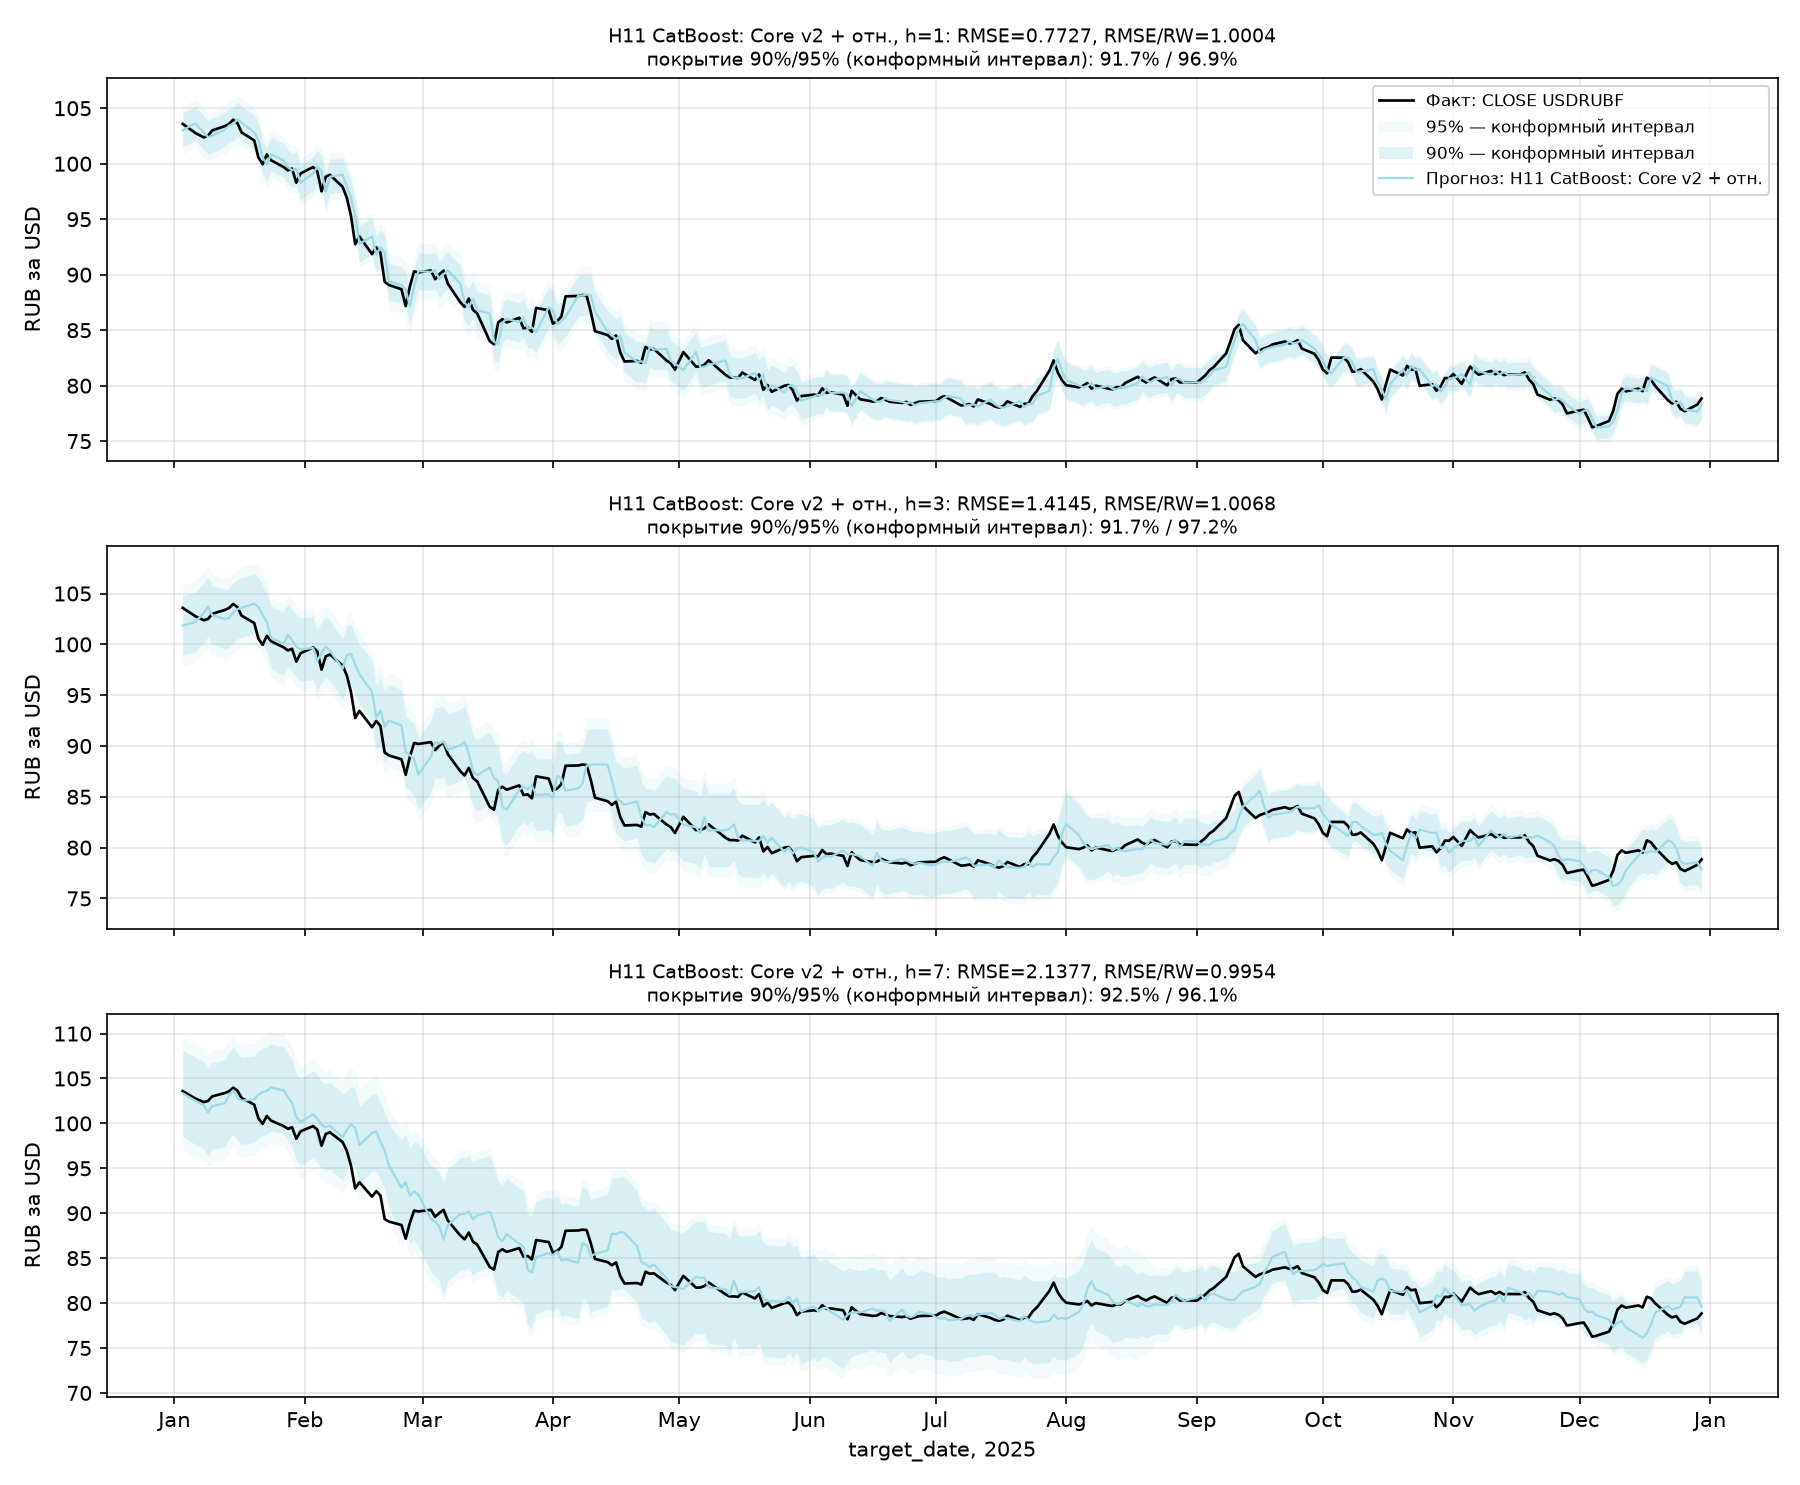 H11 CatBoost: Core v2 + отн., h=1: RMSE=0.7727, RMSE/RW=1.0004
покрытие 90%/95% (конформный интервал): 91.7% / 96.9%
105
100
95
90
85
80
75
RUB за USD
Факт: CLOSE USDRUBF
95% — конформный интервал
90% — конформный интервал
Прогноз: H11 CatBoost: Core v2 + отн.
H11 CatBoost: Core v2 + отн., h=3: RMSE=1.4145, RMSE/RW=1.0068
покрытие 90%/95% (конформный интервал): 91.7% / 97.2%
105
100
95
90
85
80
75
RUB за USD
H11 CatBoost: Core v2 + отн., h=7: RMSE=2.1377, RMSE/RW=0.9954
покрытие 90%/95% (конформный интервал): 92.5% / 96.1%
110
105
100
95
90
85
80
75
70
RUB за USD
Jan Feb Mar Apr May Jun Jul Aug Sep Oct Nov Dec Jan
target_date, 2025